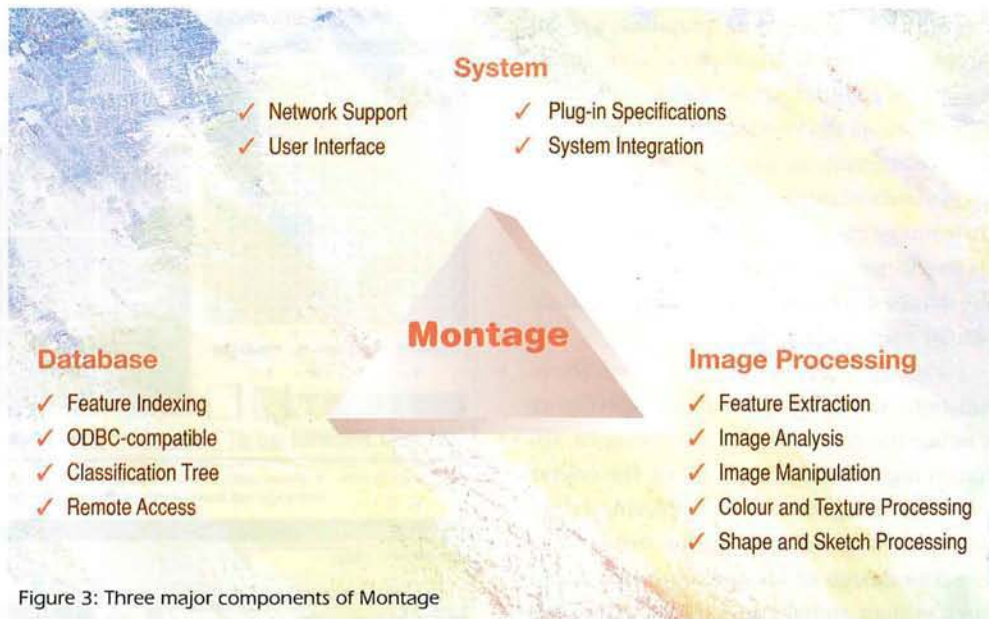 System
✓ Network Support
✓ User Interface
✓ Plug-in Specifications
✓ System Integration
Montage
Database
✓ Feature Indexing
✓ ODBC-compatible
✓ Classification Tree
✓ Remote Access
Image Processing
✓ Feature Extraction
✓ Image Analysis
✓ Image Manipulation
✓ Colour and Texture Processing
✓ Shape and Sketch Processing
Figure 3: Three major components of Montage